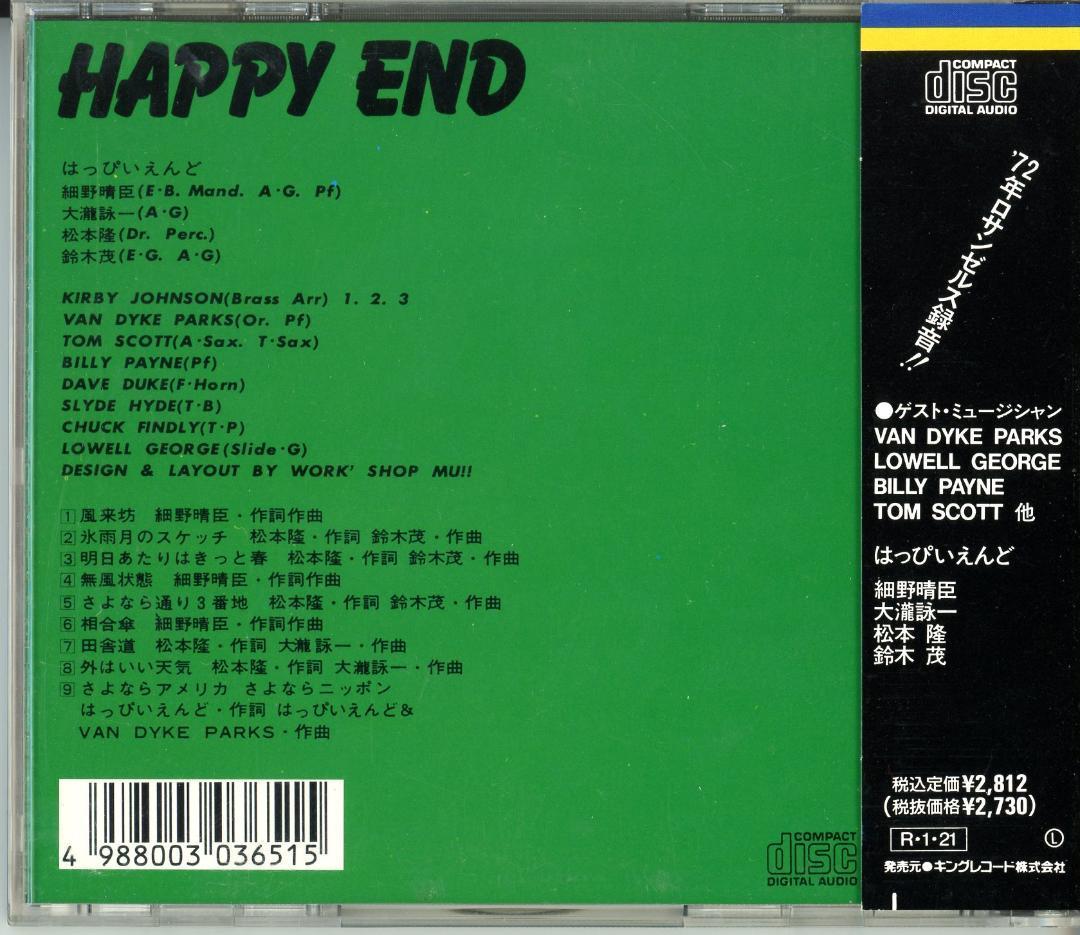 HAPPY END
はっぴいえんど
細野晴臣(E·B. Mand. A·G. Pf)
大瀧詠一(A·G)
松本隆(Dr. Perc.)
鈴木茂(E·G. A·G)
KIRBY JOHNSON(Brass Arr) 1. 2. 3
VAN DYKE PARKS(Or. Pf)
TOM SCOTT(A·Sax. T·Sax)
BILLY PAYNE(Pf)
DAVE DUKE(F·Horn)
SLYDE HYDE(T·B)
CHUCK FINDLY(T·P)
LOWELL GEORGE(Slide·G)
DESIGN & LAYOUT BY WORK' SHOP MU!!
1 風来坊 細野晴臣・作詞作曲
2 氷雨月のスケッチ 松本隆・作詞 鈴木茂・作曲
3 明日あたりはきっと春 松本隆・作詞 鈴木茂・作曲
4 無風状態 細野晴臣・作詞作曲
5 さよなら通り3番地 松本隆・作詞 鈴木茂・作曲
6 相合傘 細野晴臣・作詞作曲
7 田舎道 松本隆・作詞 大瀧詠一・作曲
8 外はいい天気 松本隆・作詞 大瀧詠一・作曲
9 さよならアメリカ さよならニッポン
はっぴいえんど・作詞 はっぴいえんど&
VAN DYKE PARKS・作曲
4 988003 036515
COMPACT
disc
DIGITAL AUDIO
COMPACT
disc
DIGITAL AUDIO
'72年ロサンゼルス録音!!
●ゲスト・ミュージシャン
VAN DYKE PARKS
LOWELL GEORGE
BILLY PAYNE
TOM SCOTT 他
はっぴいえんど
細野晴臣
大瀧詠一
松本 隆
鈴木 茂
税込定価¥2,812
(税抜価格¥2,730)
R・1・21 Ⓛ
発売元●キングレコード株式会社